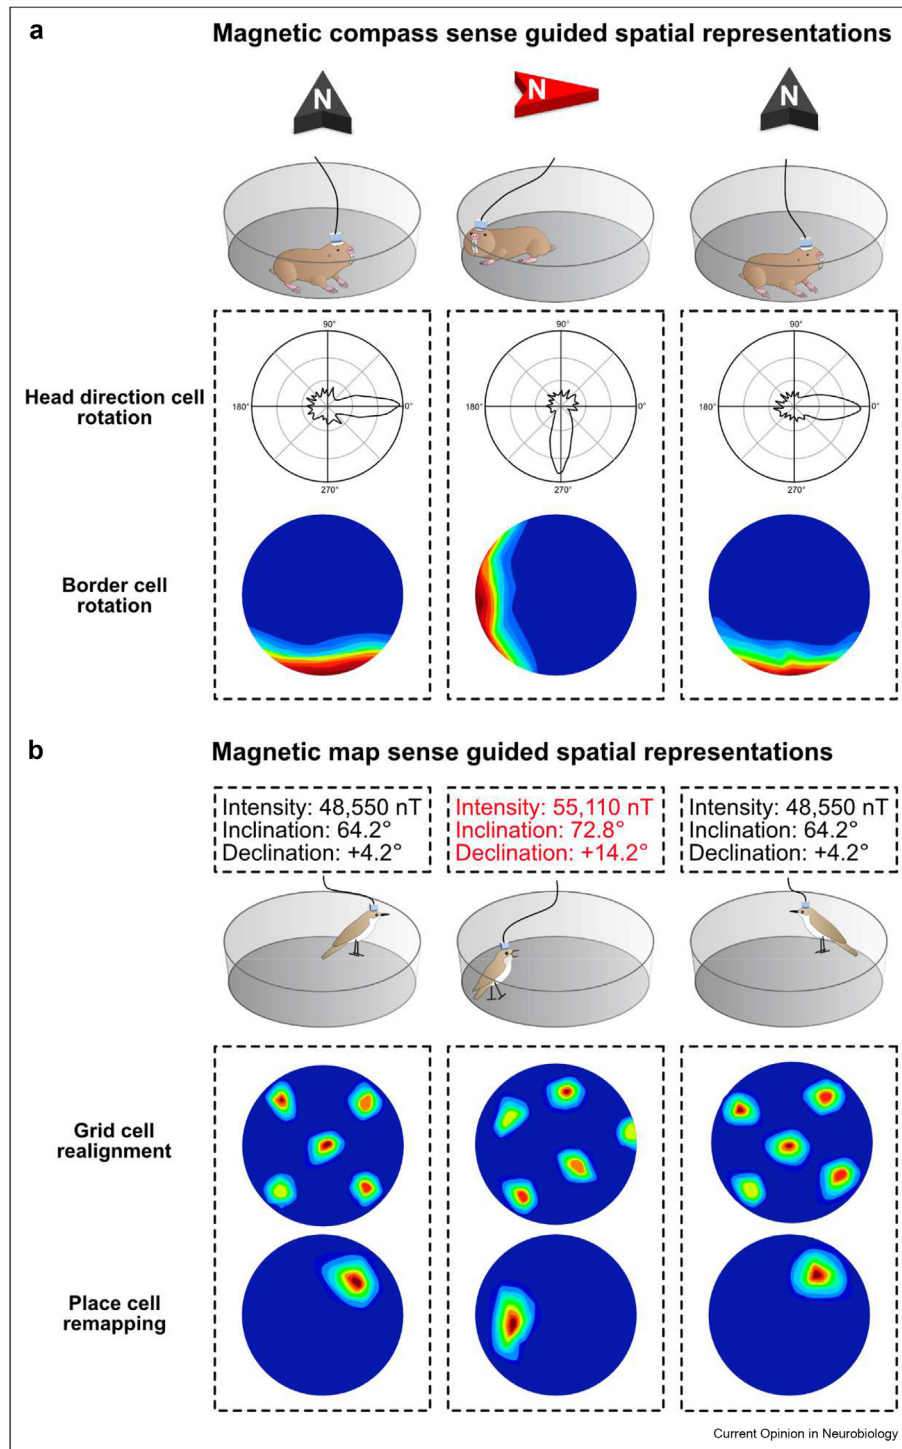 a
Magnetic compass sense guided spatial representations
N
N
N
Head direction cell
rotation
90°
180°
0°
270°
90°
180°
0°
270°
90°
180°
0°
270°
Border cell
rotation
b
Magnetic map sense guided spatial representations
Intensity: 48,550 nT
Inclination: 64.2°
Declination: +4.2°
Intensity: 55,110 nT
Inclination: 72.8°
Declination: +14.2°
Intensity: 48,550 nT
Inclination: 64.2°
Declination: +4.2°
Grid cell
realignment
Place cell
remapping
Current Opinion in Neurobiology